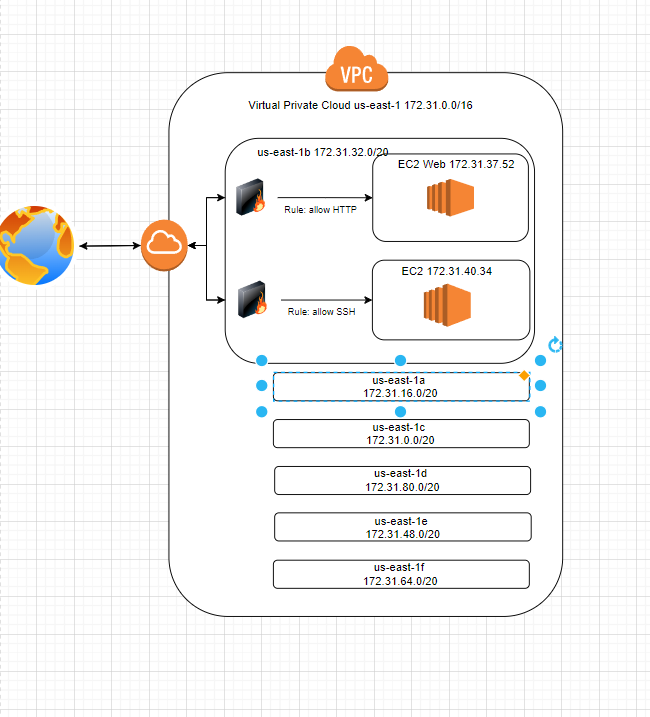 VPC
Virtual Private Cloud us-east-1 172.31.0.0/16
us-east-1b 172.31.32.0/20
EC2 Web 172.31.37.52
Rule: allow HTTP
EC2 172.31.40.34
Rule: allow SSH
us-east-1a
172.31.16.0/20
us-east-1c
172.31.0.0/20
us-east-1d
172.31.80.0/20
us-east-1e
172.31.48.0/20
us-east-1f
172.31.64.0/20